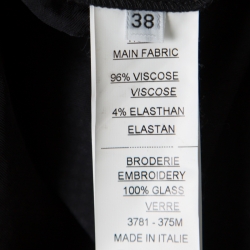 38
MAIN FABRIC
96% VISCOSE
VISCOSE
4% ELASTHAN
ELASTAN
BRODERIE
EMBROIDERY
100% GLASS
VERRE
3781 - 375M
MADE IN ITALIE